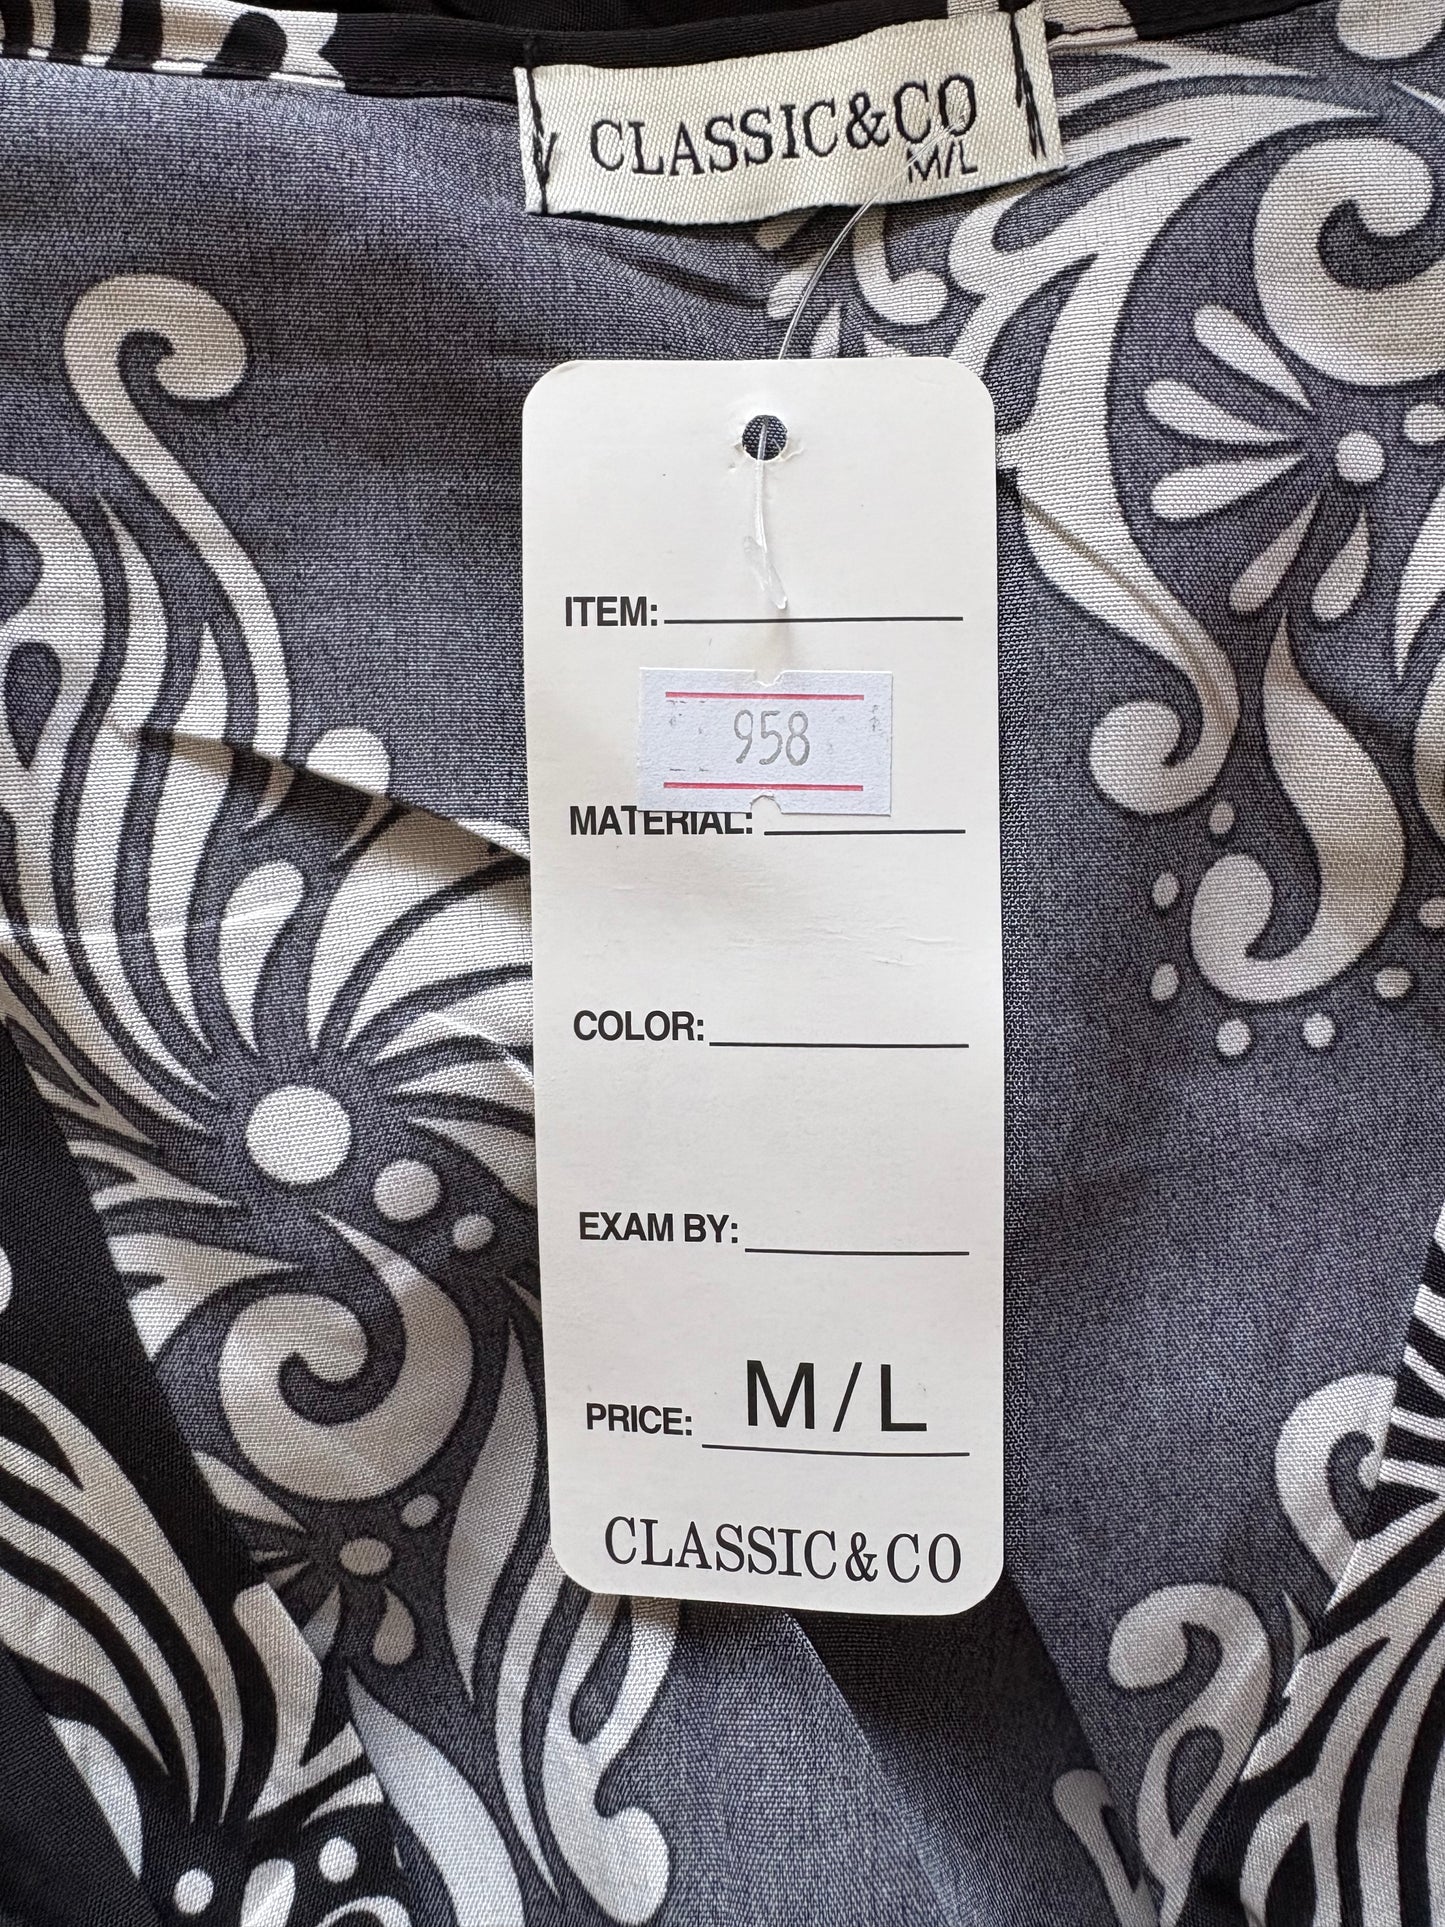 CLASSIC&CO
M/L
ITEM:
958
MATERIAL:
COLOR:
EXAM BY:
PRICE: M/L
CLASSIC&CO